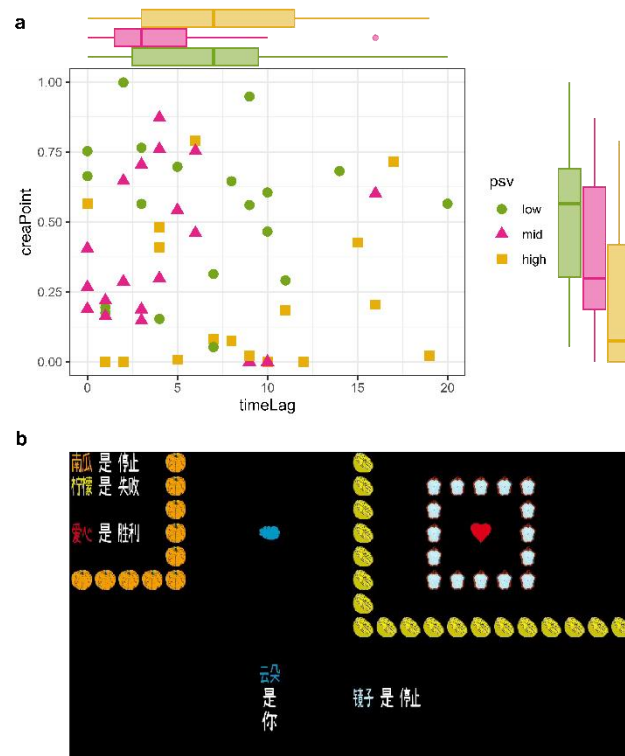 a
1.00
0.75
0.50
0.25
0.00
creaPoint
0
5
10
15
20
timeLag
psv
low
mid
high
b
南瓜 是 停止
柠檬 是 失败
爱心 是 胜利
云朵
是
你
镜子 是 停止